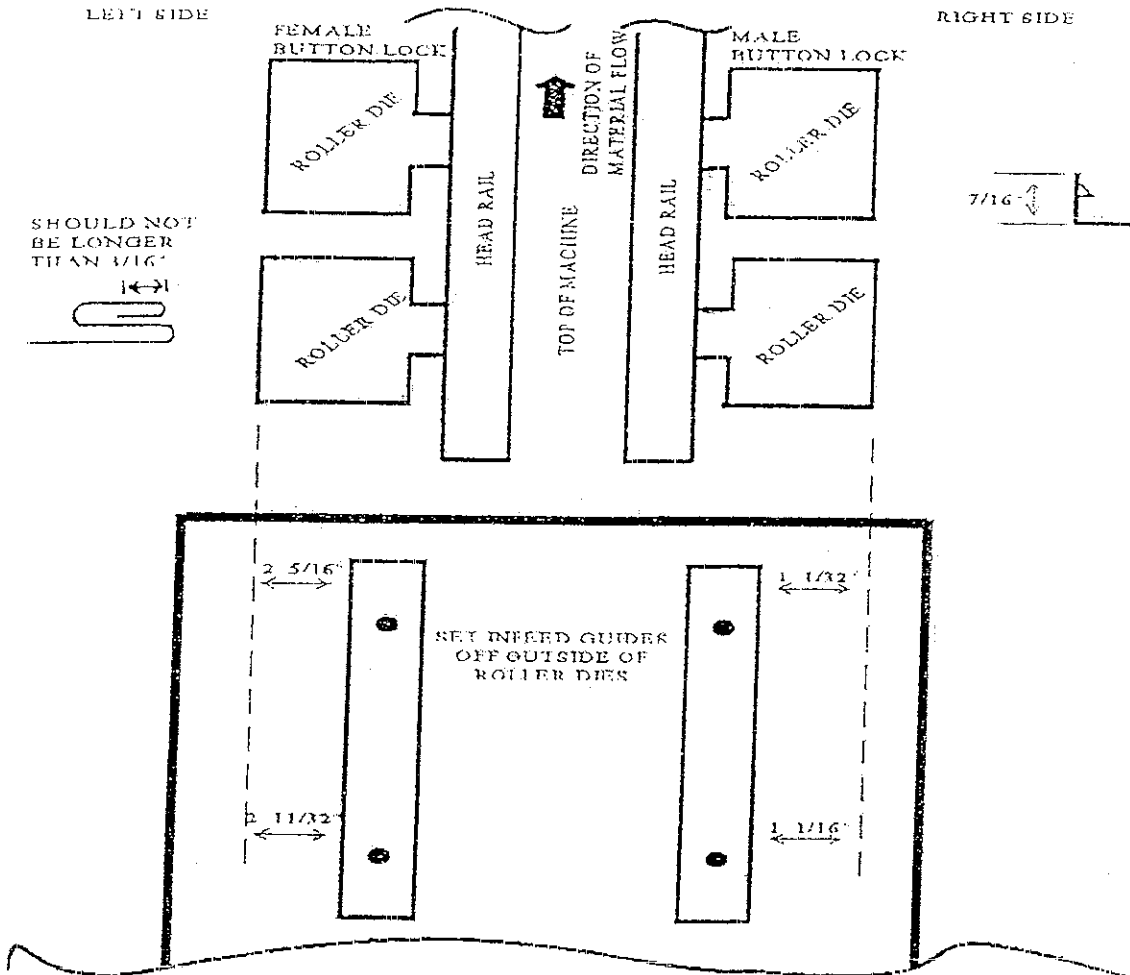 LEFT SIDE
RIGHT SIDE
FEMALE
BUTTON LOCK
MALE
BUTTON LOCK
ROLLER DIE
HEAD RAIL
DIRECTION OF
MATERIAL FLOW
HEAD RAIL
ROLLER DIE
7/16"
SHOULD NOT
BE LONGER
THAN 3/16"
ROLLER DIE
TOP OF MACHINE
ROLLER DIE
2 5/16"
1 1/32"
SET INFEED GUIDES
OFF OUTSIDE OF
ROLLER DIES
2 11/32"
1 1/16"